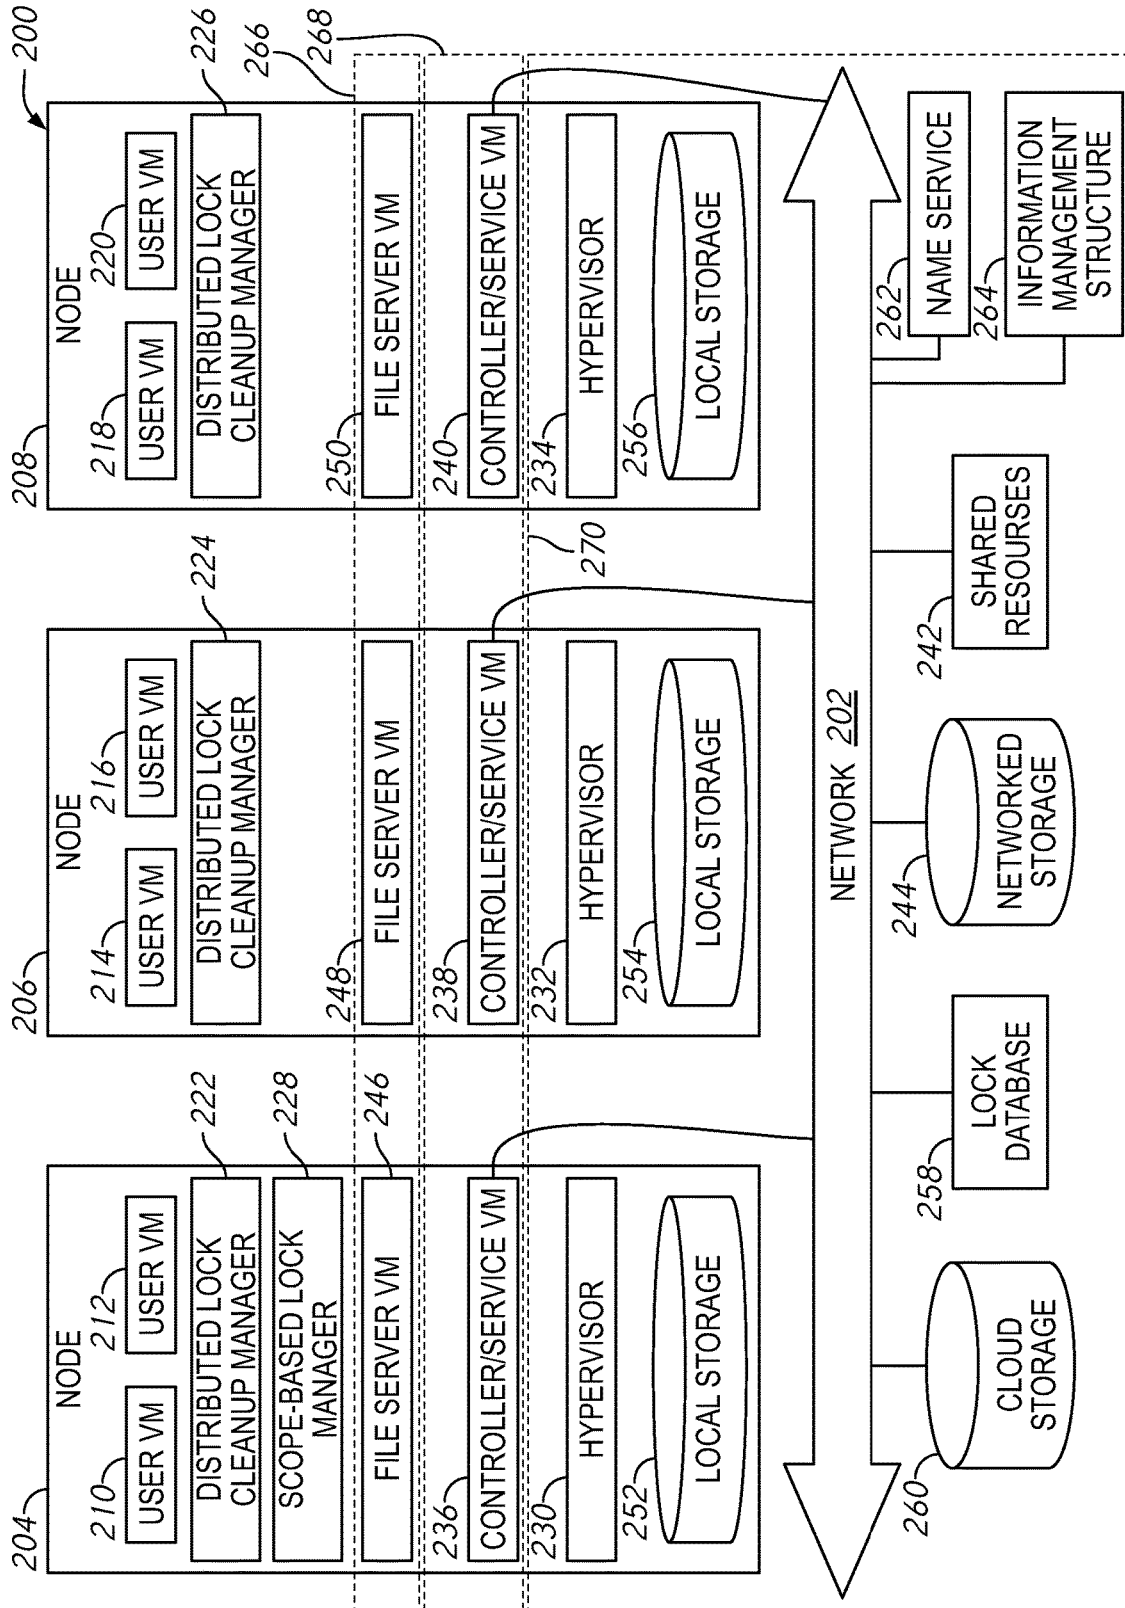 200
204
NODE
210
USER VM
212
USER VM
DISTRIBUTED LOCK
CLEANUP MANAGER
222
SCOPE-BASED LOCK
MANAGER
228
FILE SERVER VM
246
236
CONTROLLER/SERVICE VM
230
HYPERVISOR
252
LOCAL STORAGE
206
NODE
214
USER VM
216
USER VM
DISTRIBUTED LOCK
CLEANUP MANAGER
224
248
FILE SERVER VM
238
CONTROLLER/SERVICE VM
232
HYPERVISOR
254
LOCAL STORAGE
270
208
NODE
218
USER VM
220
USER VM
DISTRIBUTED LOCK
CLEANUP MANAGER
226
266
268
250
FILE SERVER VM
240
CONTROLLER/SERVICE VM
234
HYPERVISOR
256
LOCAL STORAGE
NETWORK 202
260
CLOUD
STORAGE
258
LOCK
DATABASE
244
NETWORKED
STORAGE
242
SHARED
RESOURSES
262
NAME SERVICE
264
INFORMATION
MANAGEMENT
STRUCTURE